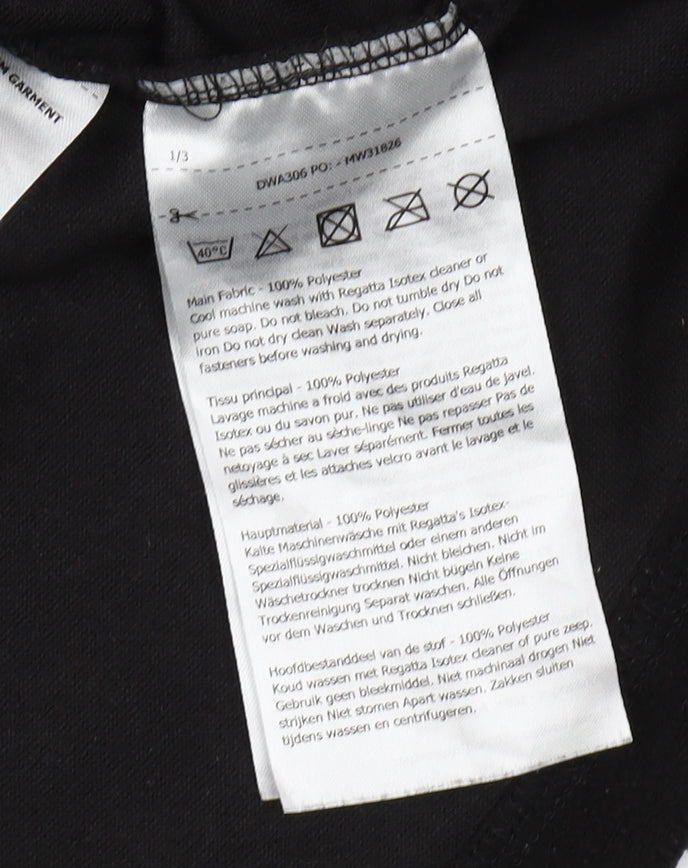 GARMENT
1/3
DWA306 PO: - MW31826
40°C
Main Fabric - 100% Polyester
Cool machine wash with Regatta Isotex cleaner or
pure soap. Do not bleach. Do not tumble dry Do not
iron Do not dry clean Wash separately. Close all
fasteners before washing and drying.
Tissu principal - 100% Polyester
Lavage machine a froid avec des produits Regatta
Isotex ou du savon pur. Ne pas utiliser d'eau de Javel.
Ne pas sécher au sèche-linge Ne pas repasser Pas de
netoyage à sec Laver séparément. Fermer toutes les
glissières et les attaches velcro avant le lavage et le
séchage.
Hauptmaterial - 100% Polyester
Kalte Maschinenwäsche mit Regatta's Isotex-
Spezialflüssigwaschmittel oder einem anderen
Spezialflüssigwaschmittel. Nicht bleichen. Nicht im
Wäschetrockner trocknen Nicht bügeln Keine
Trockenreinigung Separat waschen. Alle Öffnungen
vor dem Waschen und Trocknen schließen.
Hoofdbestanddeel van de stof - 100% Polyester
Koud wassen met Regatta Isotex cleaner of pure zeep.
Gebruik geen bleekmiddel. Niet machinaal drogen Niet
strijken Niet stomen Apart wassen. Zakken sluiten
tijdens wassen en centrifugeren.